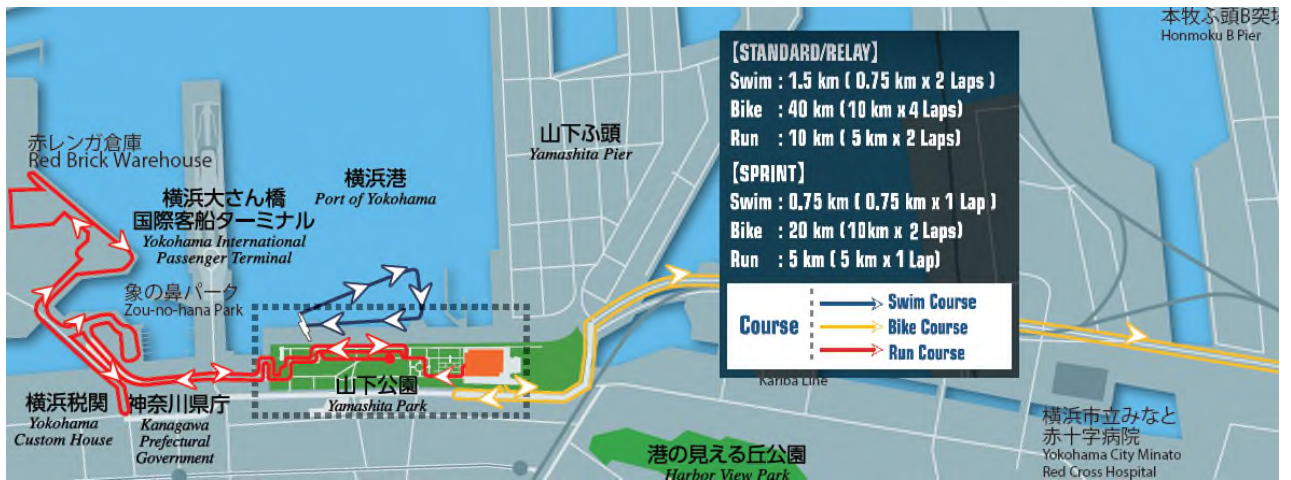 本牧ふ頭B突
Honmoku B Pier
【STANDARD/RELAY】
Swim : 1.5 km ( 0.75 km x 2 Laps )
Bike : 40 km (10 km x 4 Laps)
Run : 10 km ( 5 km x 2 Laps)
【SPRINT】
Swim : 0.75 km ( 0.75 km x 1 Lap )
Bike : 20 km (10km x 2 Laps)
Run : 5 km ( 5 km x 1 Lap)
Course
Swim Course
Bike Course
Run Course
赤レンガ倉庫
Red Brick Warehouse
横浜大さん橋
国際客船ターミナル
Yokohama International
Passenger Terminal
横浜港
Port of Yokohama
山下ふ頭
Yamashita Pier
象の鼻パーク
Zou-no-hana Park
横浜税関
Yokohama
Custom House
神奈川県庁
Kanagawa
Prefectural
Government
山下公園
Yamashita Park
Kariba Line
港の見える丘公園
Harbor View Park
横浜市立みなと
赤十字病院
Yokohama City Minato
Red Cross Hospital